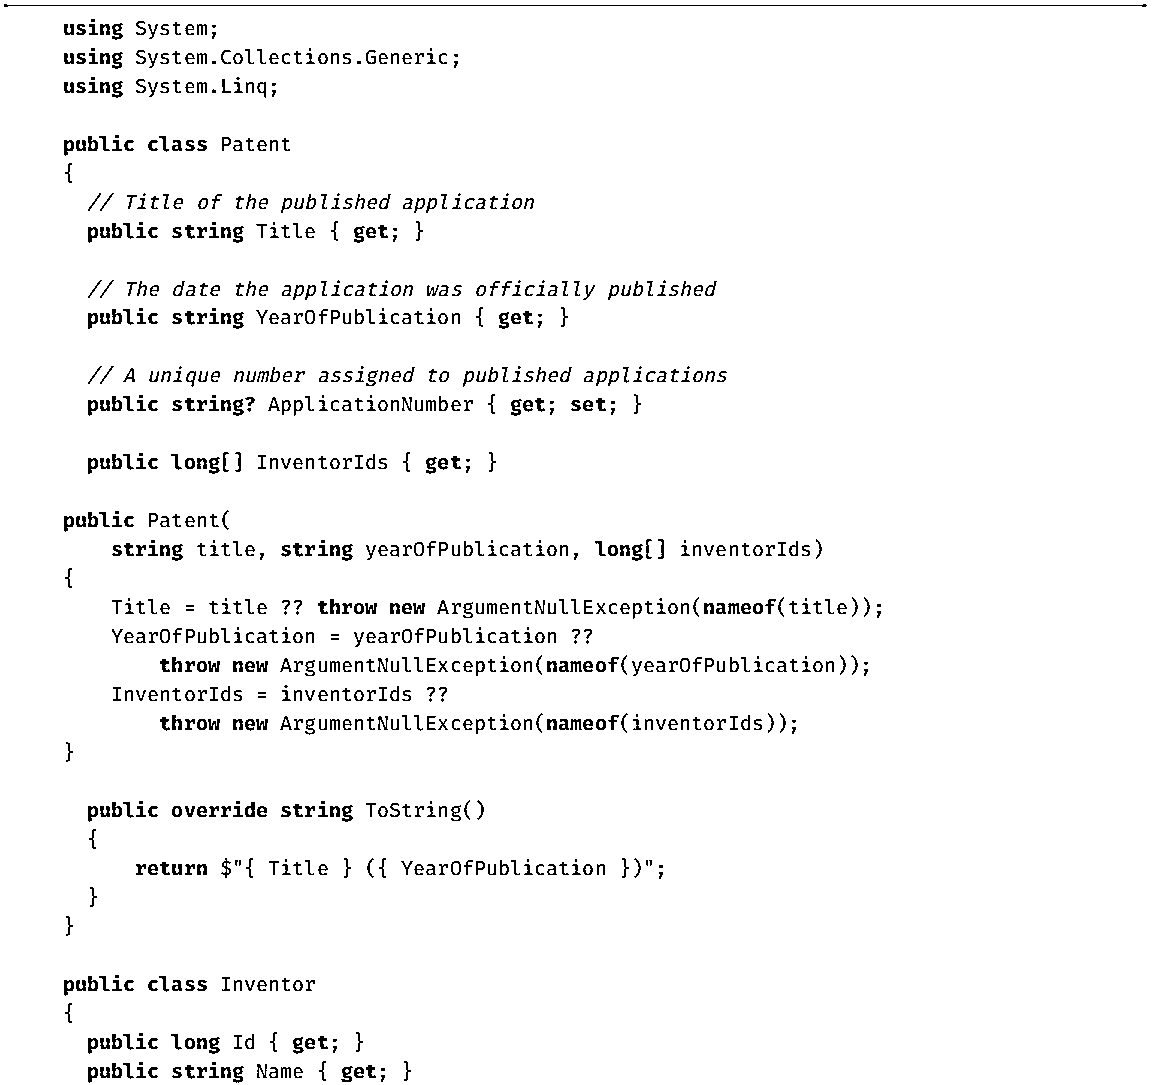 using System;
using System.Collections.Generic;
using System.Linq;
public class Patent
{
// Title of the published application
public string Title { get; }
// The date the application was officially published
public string YearOfPublication { get; }
// A unique number assigned to published applications
public string? ApplicationNumber { get; set; }
public long[] InventorIds { get; }
public Patent(
string title, string yearOfPublication, long[] inventorIds)
{
Title = title ?? throw new ArgumentNullException(nameof(title));
YearOfPublication = yearOfPublication ??
throw new ArgumentNullException(nameof(yearOfPublication));
InventorIds = inventorIds ??
throw new ArgumentNullException(nameof(inventorIds));
}
public override string ToString()
{
return $"{ Title } ({ YearOfPublication })";
}
}
public class Inventor
{
public long Id { get; }
public string Name { get; }